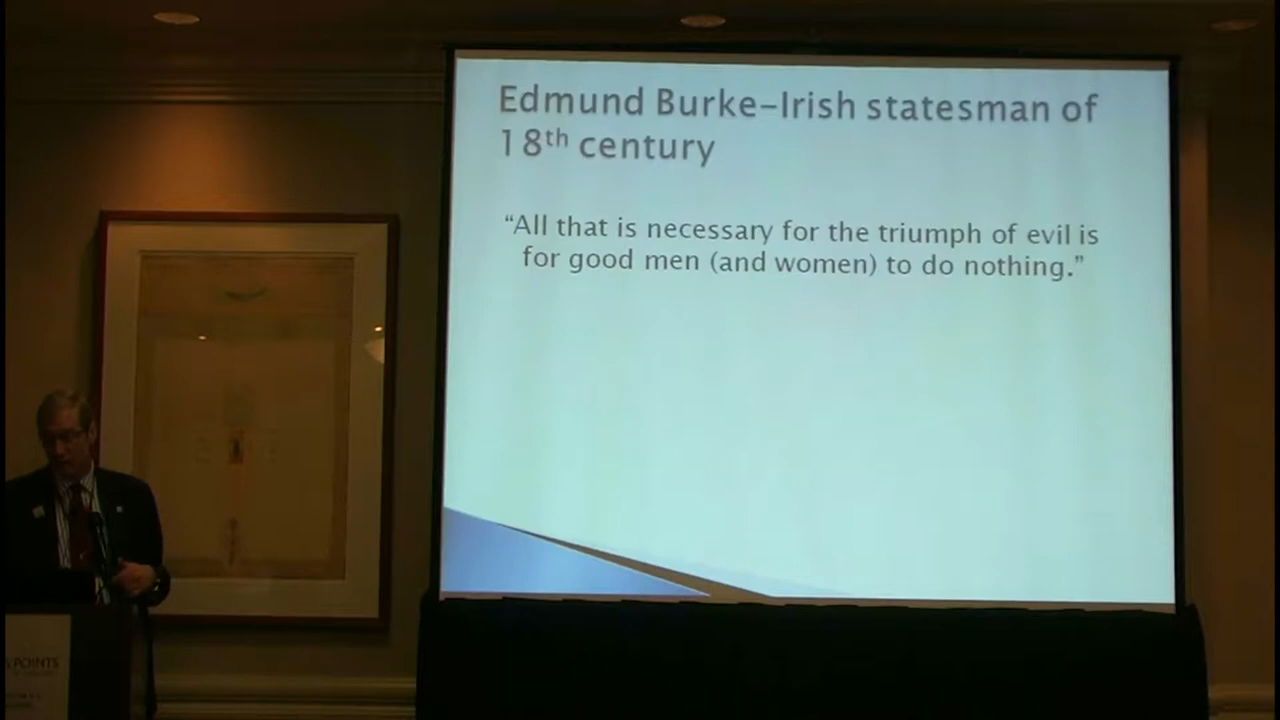 Edmund Burke–Irish statesman of
18th century
“All that is necessary for the triumph of evil is
for good men (and women) to do nothing.”
POINTS